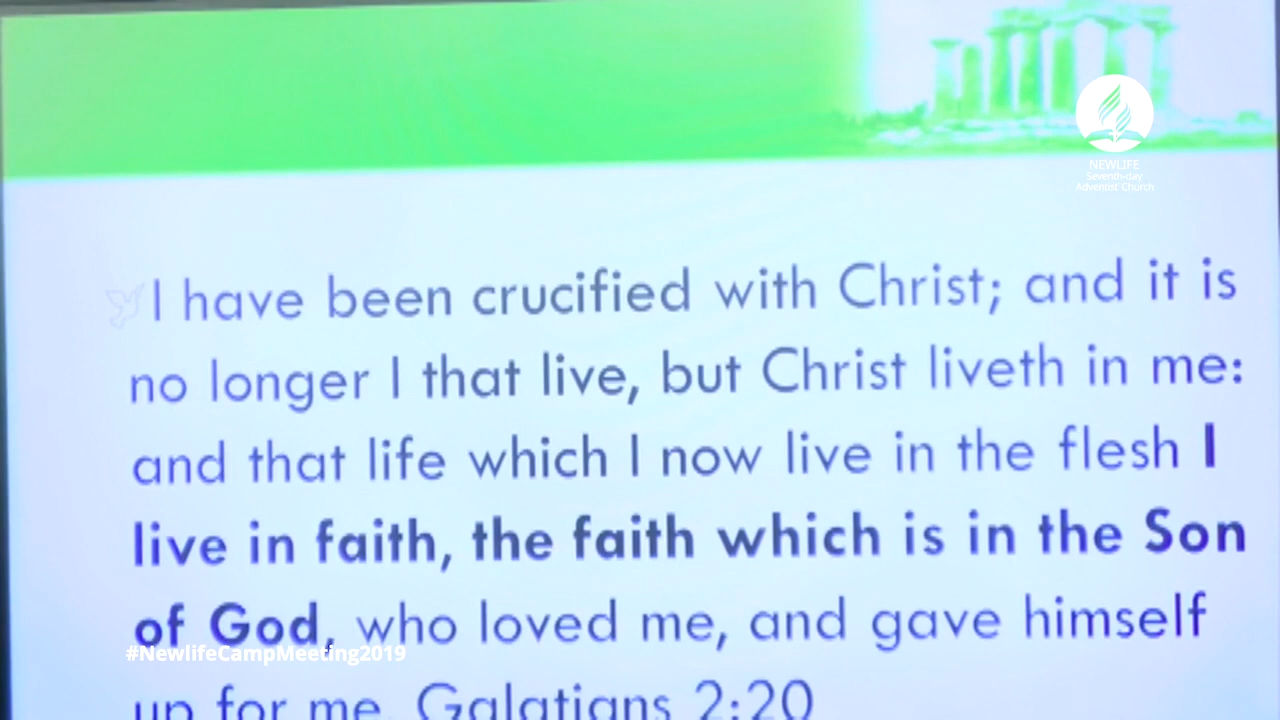 NEWLIFE
Seventh-day
Adventist Church
I have been crucified with Christ; and it is
no longer I that live, but Christ liveth in me:
and that life which I now live in the flesh I
live in faith, the faith which is in the Son
of God, who loved me, and gave himself
#NewlifeCampMeeting2019
up for me. Galatians 2:20